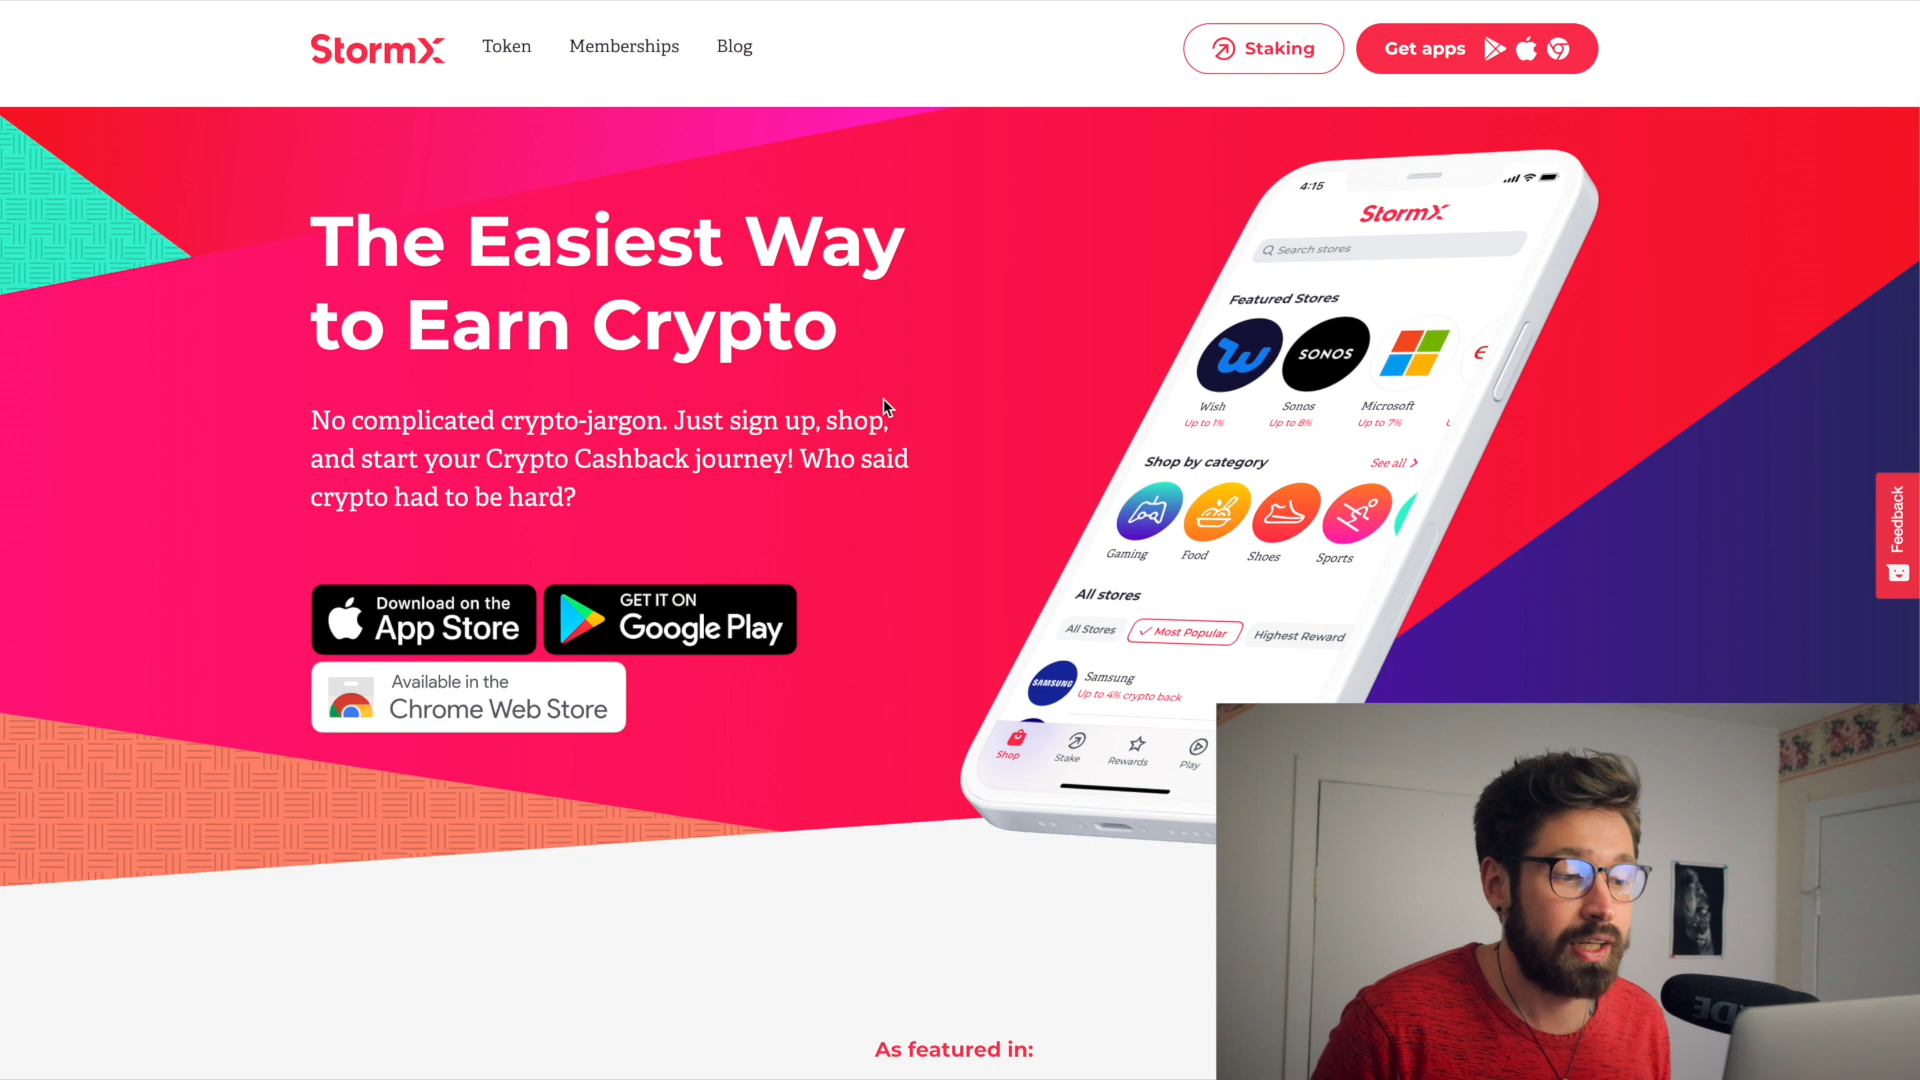 StormX
Token
Memberships
Blog
Staking
Get apps
The Easiest Way
to Earn Crypto
No complicated crypto-jargon. Just sign up, shop,
and start your Crypto Cashback journey! Who said
crypto had to be hard?
Download on the
App Store
GET IT ON
Google Play
Available in the
Chrome Web Store
4:15
StormX
Search stores
Featured Stores
SONOS
Wish
Sonos
Microsoft
Up to 1%
Up to 8%
Up to 7%
Shop by category
See all
Gaming
Food
Shoes
Sports
All stores
All Stores
Most Popular
Highest Reward
SAMSUNG
Samsung
Up to 4% crypto back
Shop
Stake
Rewards
Play
Feedback
As featured in: